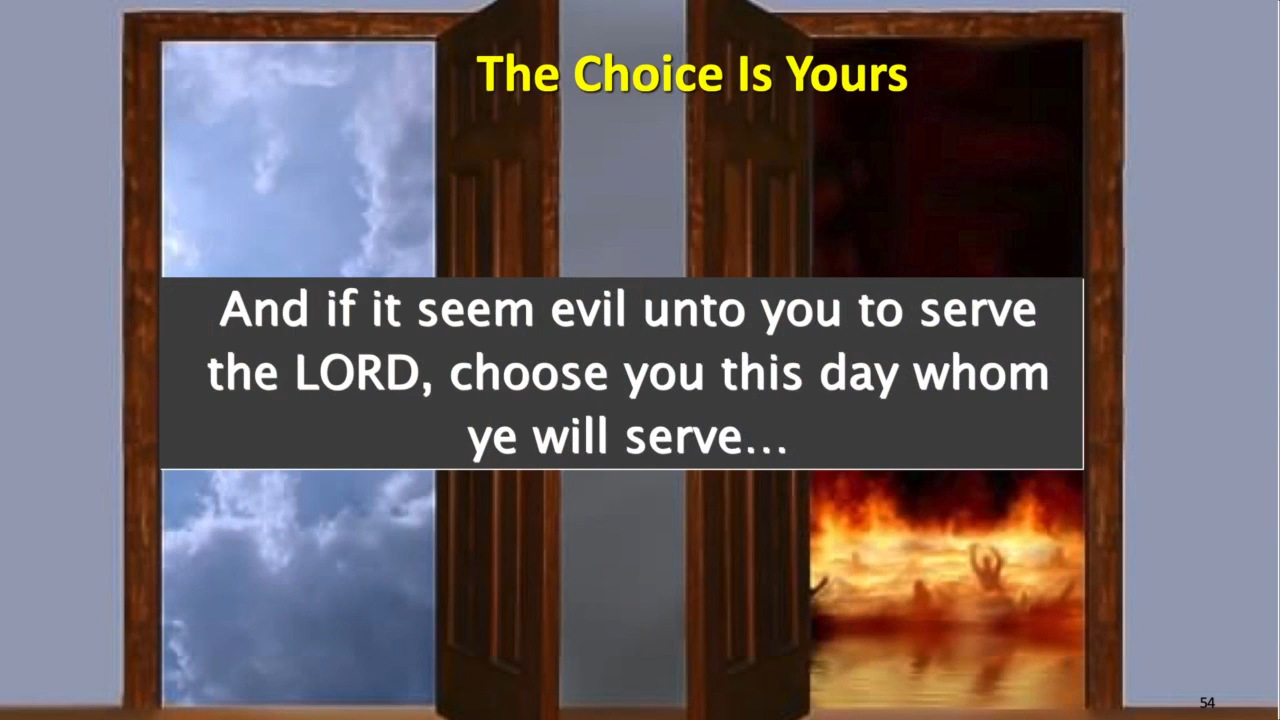 The Choice Is Yours
And if it seem evil unto you to serve
the LORD, choose you this day whom
ye will serve...
54